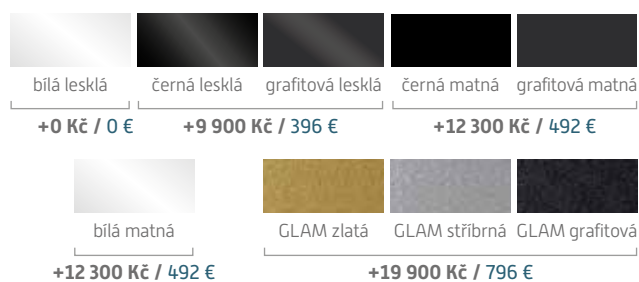 bílá lesklá černá lesklá grafitová lesklá černá matná grafitová matná
+0 Kč / 0 € +9 900 Kč / 396 € +12 300 Kč / 492 €
bílá matná GLAM zlatá GLAM stříbrná GLAM grafitová
+12 300 Kč / 492 € +19 900 Kč / 796 €